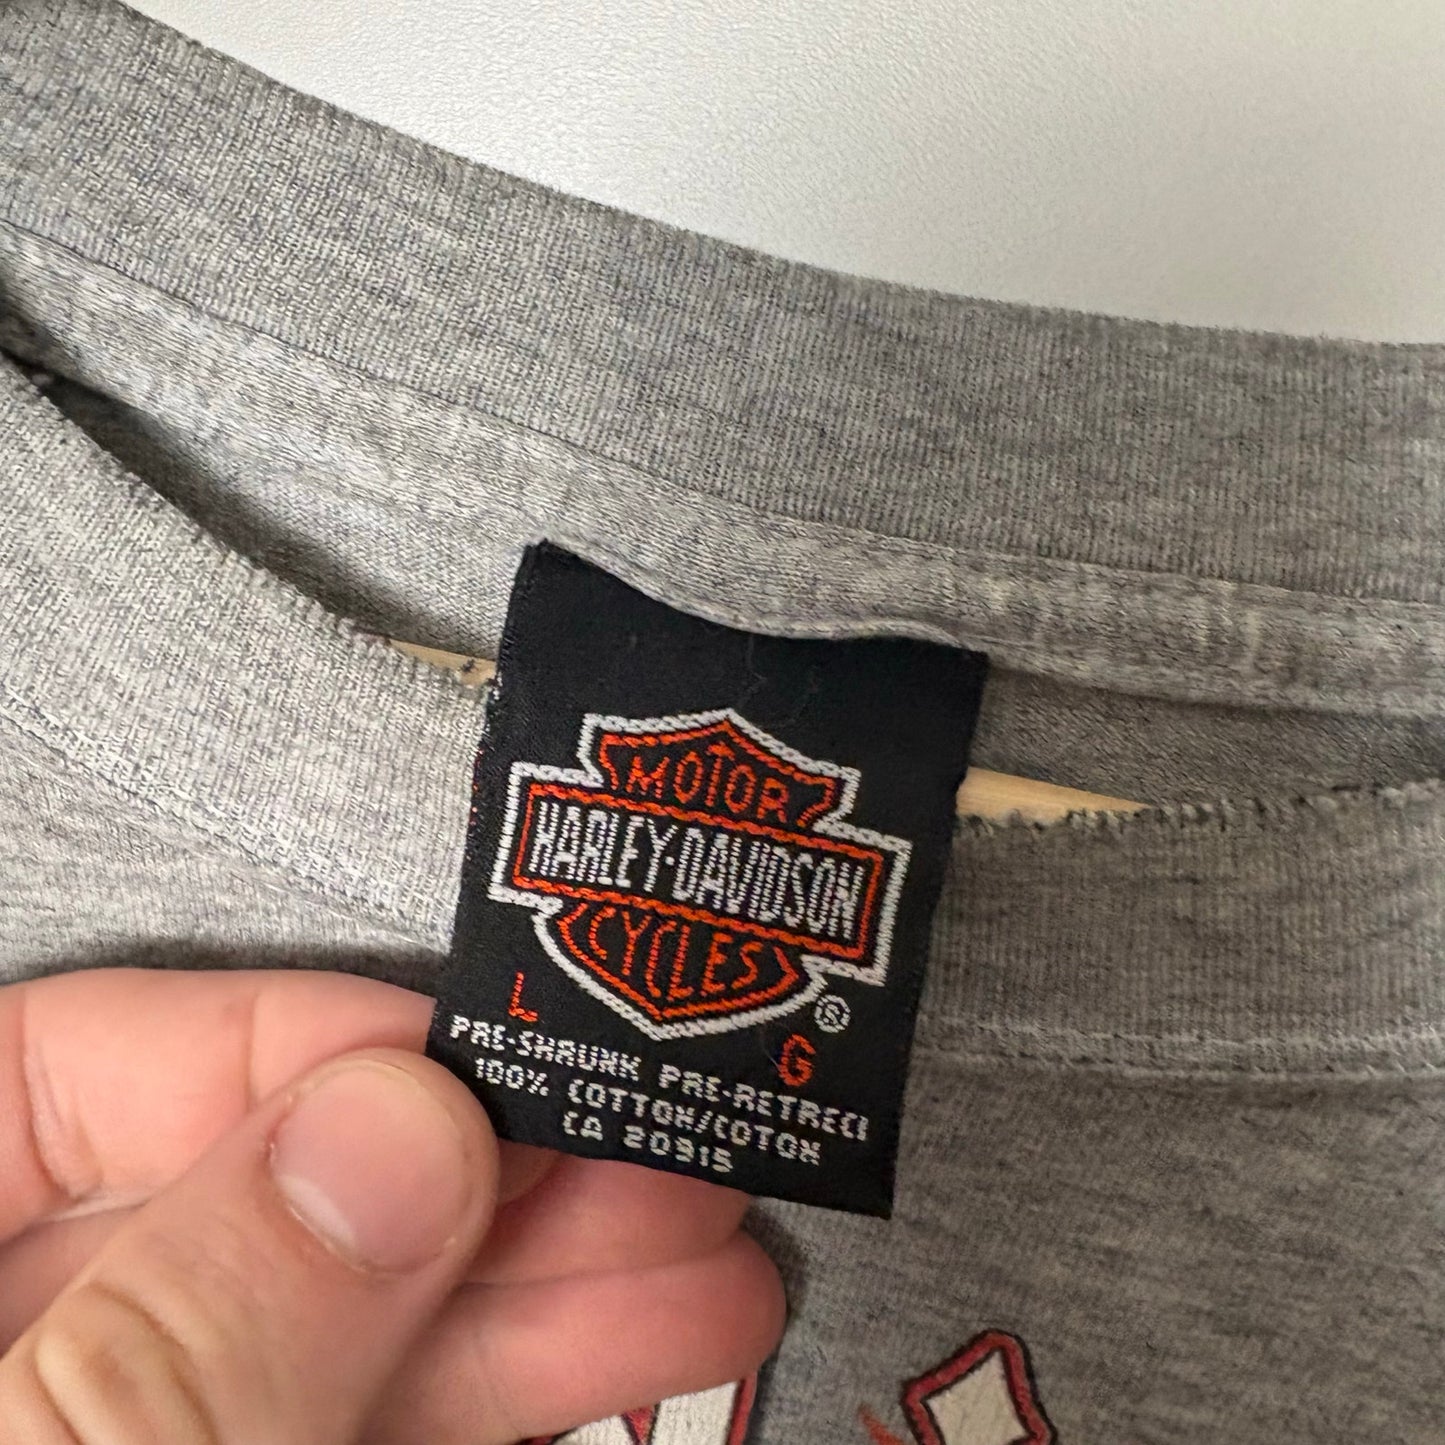 MOTOR
HARLEY-DAVIDSON
CYCLES
®
L G
PRE-SHRUNK PRE-RETRECI
100% COTTON/COTON
CA 20315